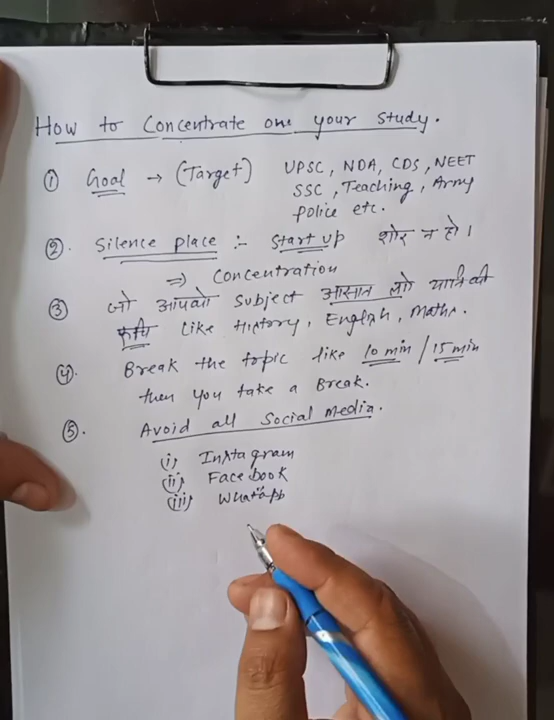 How to Concentrate one your study.
① Goal → (Target) UPSC, NDA, CDS, NEET
SSC, Teaching, Army
police etc.
②. Silence place :- Start up शोर न हो।
⇒ Concentration
③ जो आपको Subject आसान लगे यानि की
रूचि Like History, English, Maths.
④. Break the topic like 10 min / 15 min
then you take a Break.
⑤. Avoid all Social Media.
(i) Instagram
(ii) Facebook
(iii) Whatapp